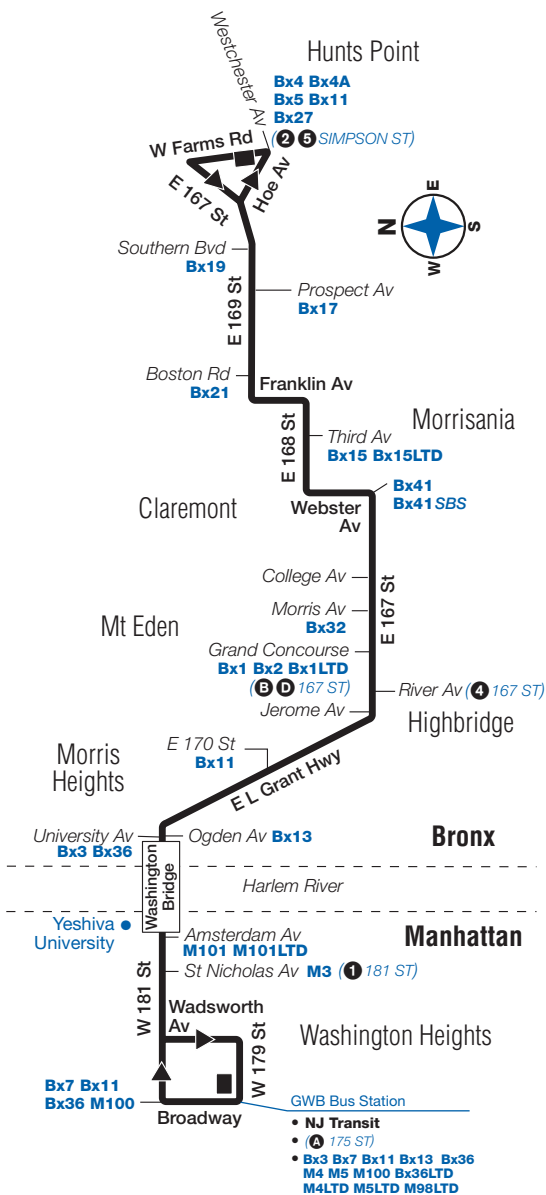 Hunts Point
Westchester Av
Bx4 Bx4A
Bx5 Bx11
Bx27
(2 5 SIMPSON ST)
W Farms Rd
E 167 St
Hoe Av
N E S W
Southern Blvd
Bx19
Prospect Av
Bx17
E 169 St
Boston Rd
Bx21
Franklin Av
E 168 St
Morrisania
Third Av
Bx15 Bx15LTD
Bx41
Bx41SBS
Claremont
Webster
Av
College Av
E 167 St
Morris Av
Bx32
Mt Eden
Grand Concourse
Bx1 Bx2 Bx1LTD
(B D 167 ST)
River Av (4 167 ST)
Jerome Av
Highbridge
E 170 St
Bx11
E L Grant Hwy
Morris
Heights
University Av
Bx3 Bx36
Ogden Av Bx13
Bronx
Washington
Bridge
Harlem River
Yeshiva
University
Manhattan
Amsterdam Av
M101 M101LTD
St Nicholas Av M3 (1 181 ST)
W 181 St
Wadsworth
Av
W 179 St
Washington Heights
Bx7 Bx11
Bx36 M100
Broadway
GWB Bus Station
• NJ Transit
• (A 175 ST)
• Bx3 Bx7 Bx11 Bx13 Bx36
M4 M5 M100 Bx36LTD
M4LTD M5LTD M98LTD